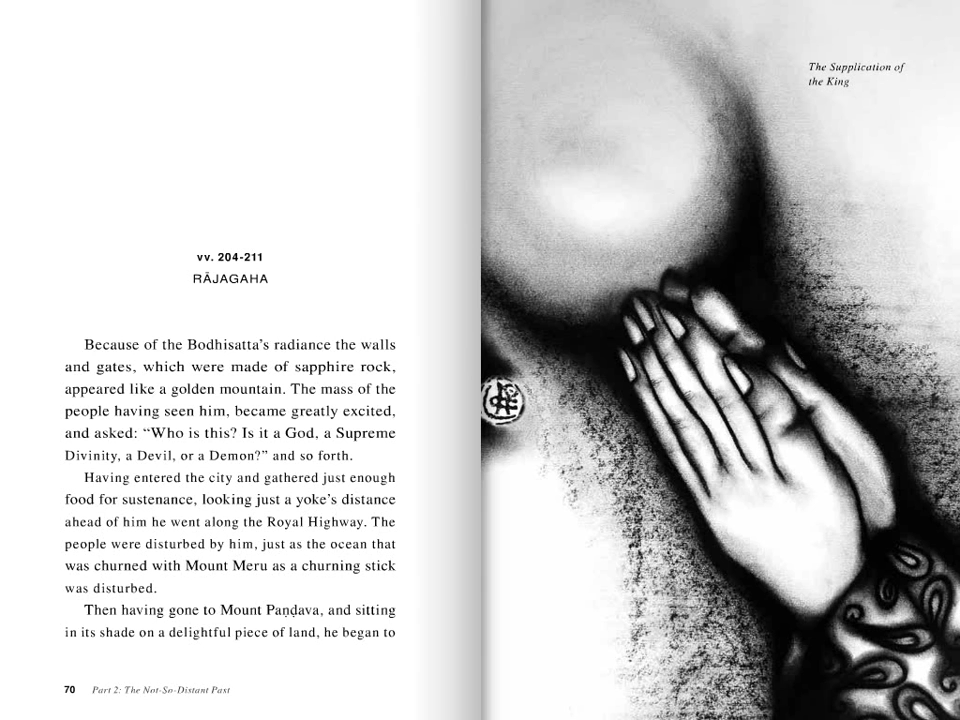 vv. 204-211
RĀJAGAHA
Because of the Bodhisatta’s radiance the walls
and gates, which were made of sapphire rock,
appeared like a golden mountain. The mass of the
people having seen him, became greatly excited,
and asked: “Who is this? Is it a God, a Supreme
Divinity, a Devil, or a Demon?” and so forth.
Having entered the city and gathered just enough
food for sustenance, looking just a yoke’s distance
ahead of him he went along the Royal Highway. The
people were disturbed by him, just as the ocean that
was churned with Mount Meru as a churning stick
was disturbed.
Then having gone to Mount Paṇḍava, and sitting
in its shade on a delightful piece of land, he began to
70 Part 2: The Not-So-Distant Past
The Supplication of
the King